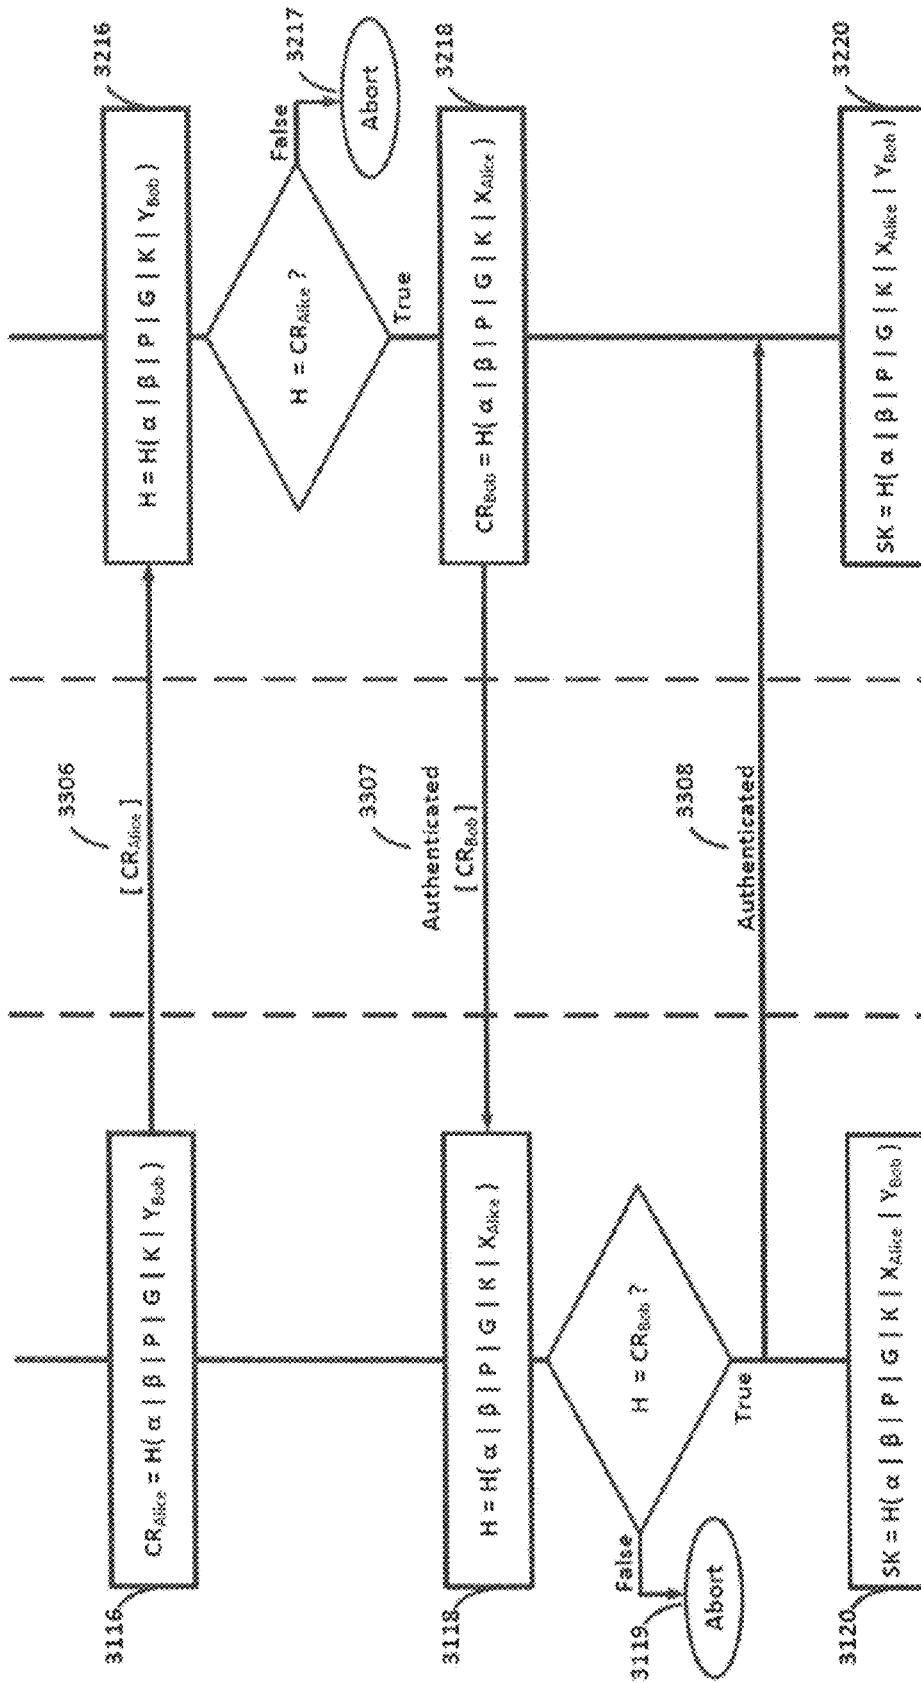 3116
CR_Alice = H( α | β | P | G | K | Y_Bob )
3306
[ CR_Alice ]
3216
H = H( α | β | P | G | K | Y_Bob )
H = CR_Alice ?
False
3217
Abort
True
3218
CR_Bob = H( α | β | P | G | K | X_Alice )
3307
Authenticated
[ CR_Bob ]
3118
H = H( α | β | P | G | K | X_Alice )
H = CR_Bob ?
False
3119
Abort
True
3308
Authenticated
3120
SK = H( α | β | P | G | K | X_Alice | Y_Bob )
3220
SK = H( α | β | P | G | K | X_Alice | Y_Bob )